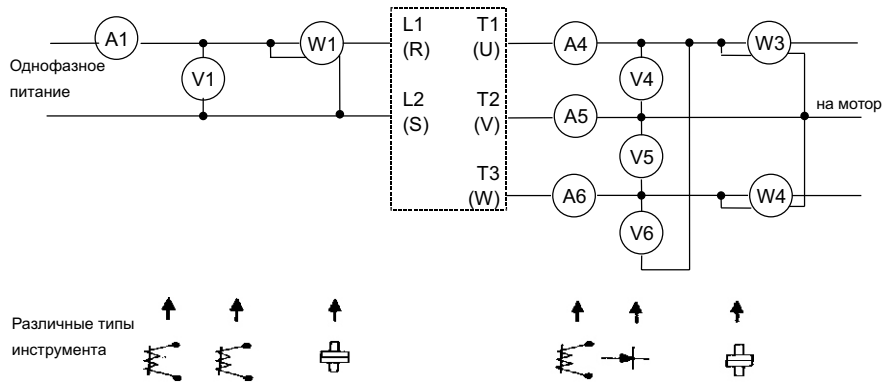 A1
W1
L1
T1
A4
W3
(R)
(U)
Однофазное
питание
V1
V4
L2
T2
(S)
(V)
A5
на мотор
V5
T3
(W)
A6
W4
V6
Различные типы
инструмента